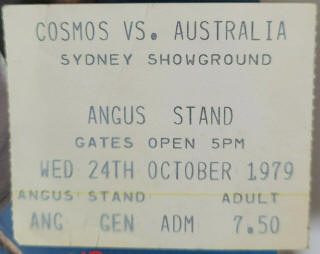 COSMOS VS. AUSTRALIA
SYDNEY SHOWGROUND
ANGUS STAND
GATES OPEN 5PM
WED 24TH OCTOBER 1979
ANGUS STAND ADULT
ANG GEN ADM 7.50